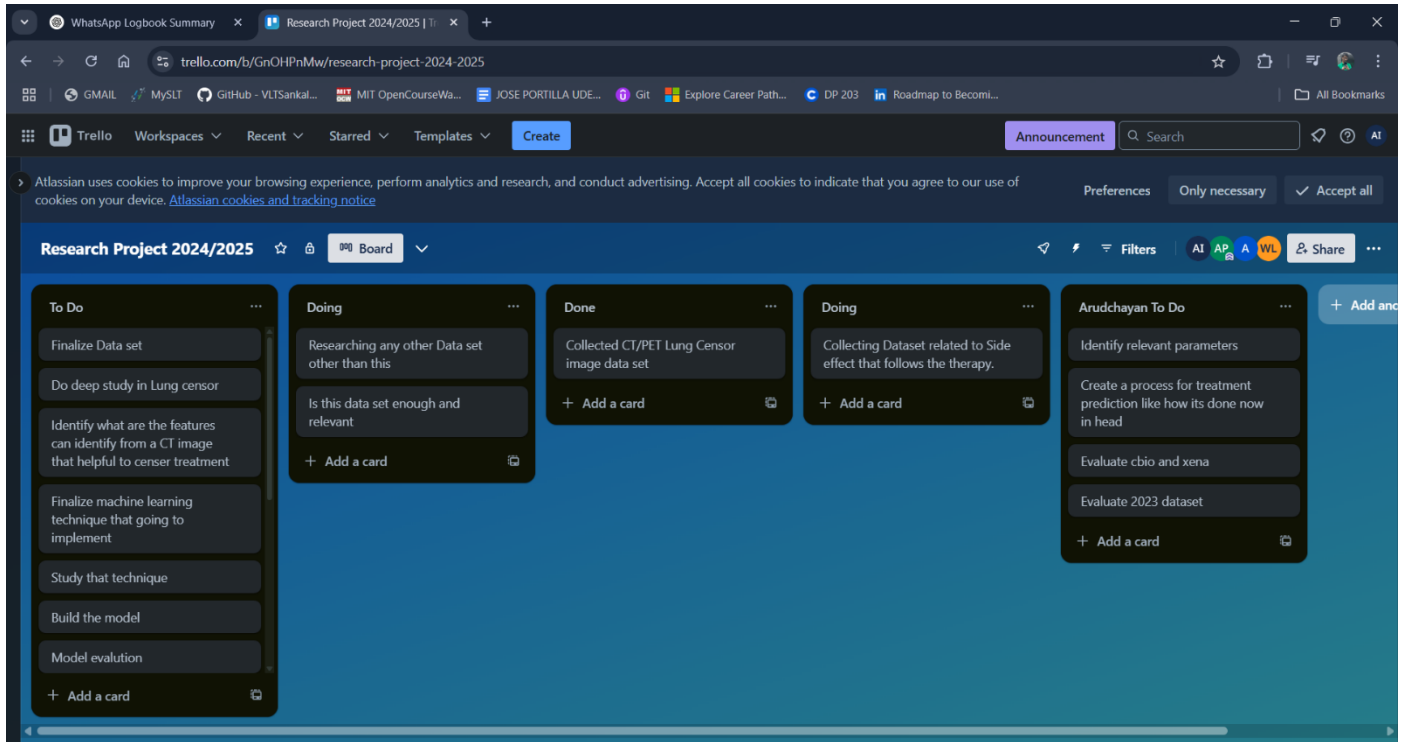 WhatsApp Logbook Summary
Research Project 2024/2025 | Tr
trello.com/b/GnOHPnMw/research-project-2024-2025
GMAIL
MySLT
GitHub - VLTSankal...
MIT OpenCourseWa...
JOSE PORTILLA UDE...
Git
Explore Career Path...
DP 203
Roadmap to Becomi...
All Bookmarks
Trello
Workspaces
Recent
Starred
Templates
Create
Announcement
Search
AI
Atlassian uses cookies to improve your browsing experience, perform analytics and research, and conduct advertising. Accept all cookies to indicate that you agree to our use of
cookies on your device. Atlassian cookies and tracking notice
Preferences
Only necessary
Accept all
Research Project 2024/2025
Board
Filters
AI
AP
A
WL
Share
To Do
Finalize Data set
Do deep study in Lung censor
Identify what are the features
can identify from a CT image
that helpful to censer treatment
Finalize machine learning
technique that going to
implement
Study that technique
Build the model
Model evalution
+ Add a card
Doing
Researching any other Data set
other than this
Is this data set enough and
relevant
+ Add a card
Done
Collected CT/PET Lung Censor
image data set
+ Add a card
Doing
Collecting Dataset related to Side
effect that follows the therapy.
+ Add a card
Arudchayan To Do
Identify relevant parameters
Create a process for treatment
prediction like how its done now
in head
Evaluate cbio and xena
Evaluate 2023 dataset
+ Add a card
+ Add ano